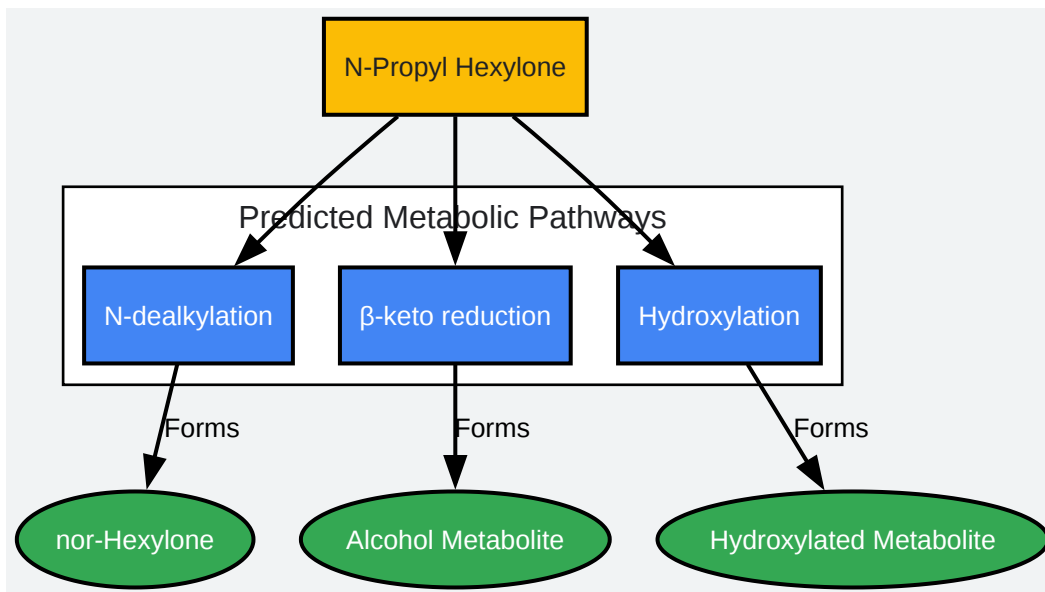 N-Propyl Hexylone
Predicted Metabolic Pathways
N-dealkylation
β-keto reduction
Hydroxylation
Forms
Forms
Forms
nor-Hexylone
Alcohol Metabolite
Hydroxylated Metabolite